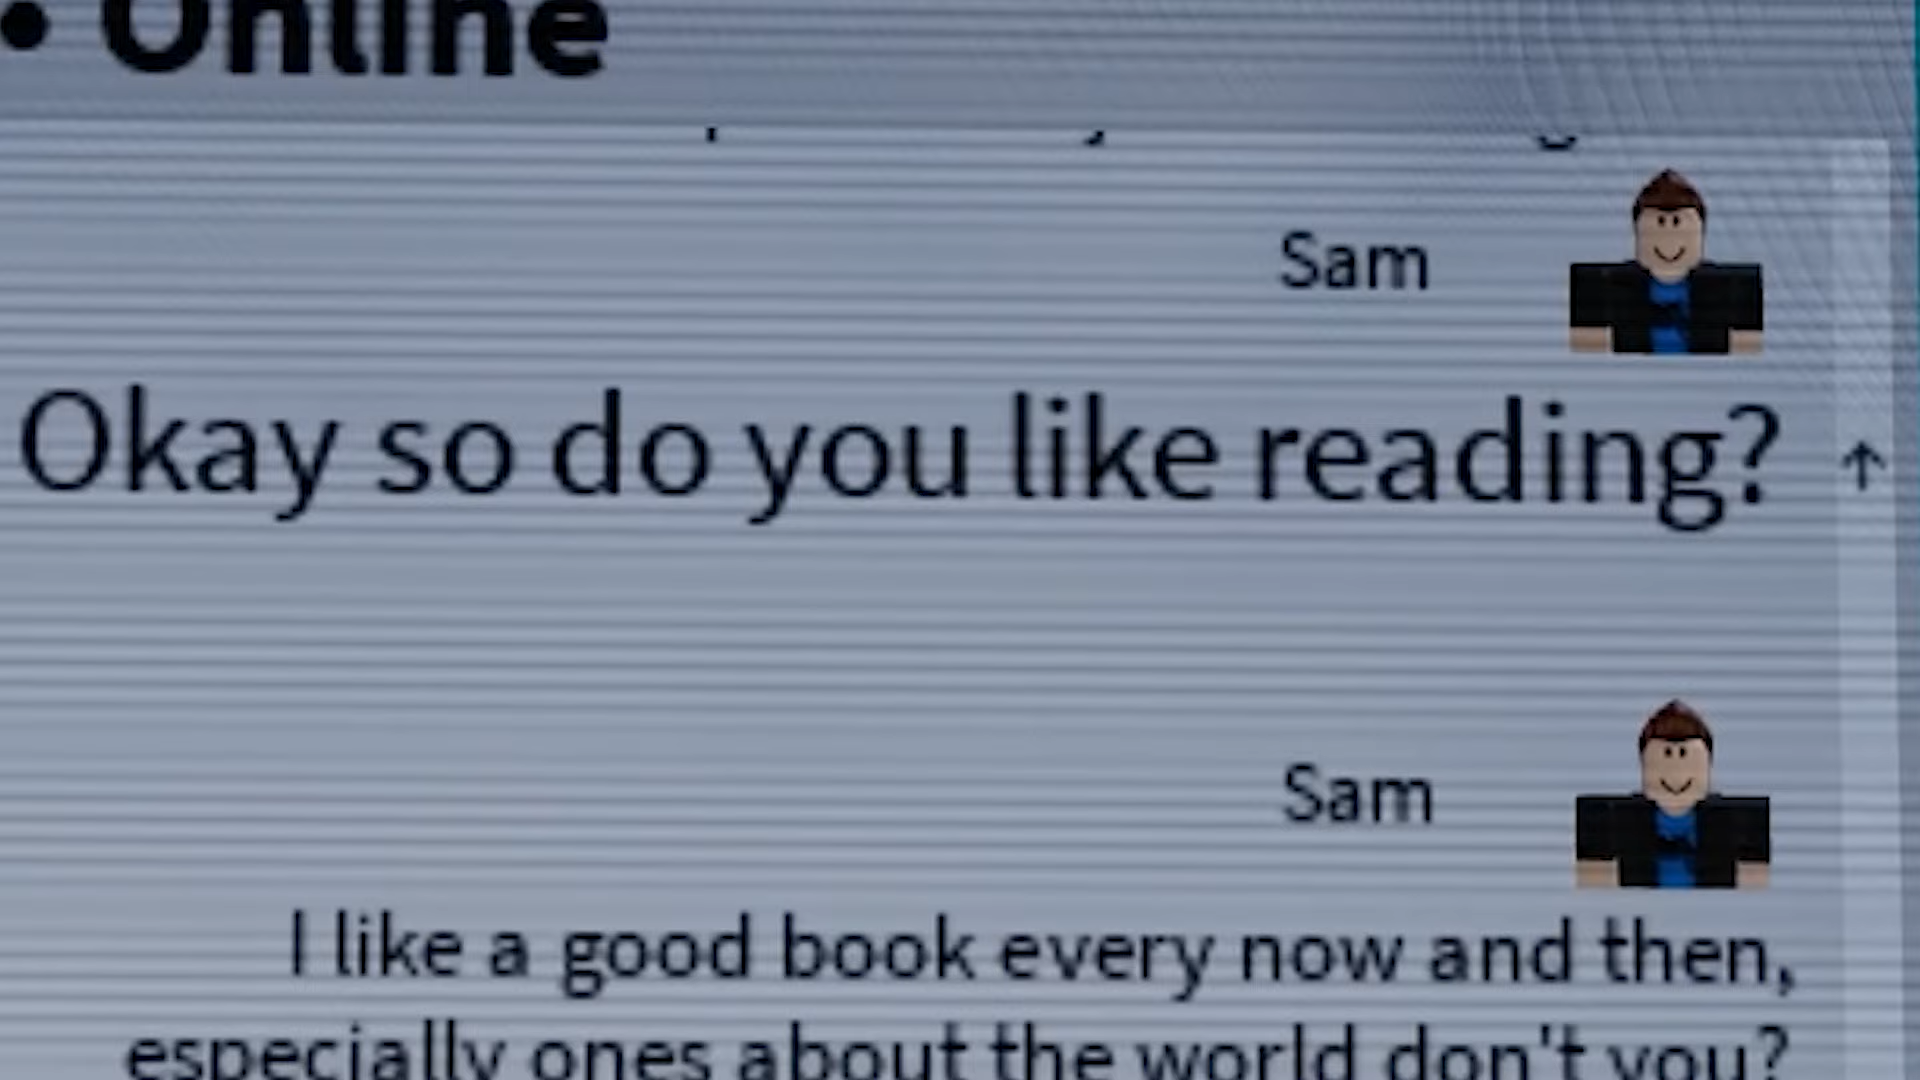 • Online
Sam
Okay so do you like reading?
Sam
I like a good book every now and then,
especially ones about the world don't you?